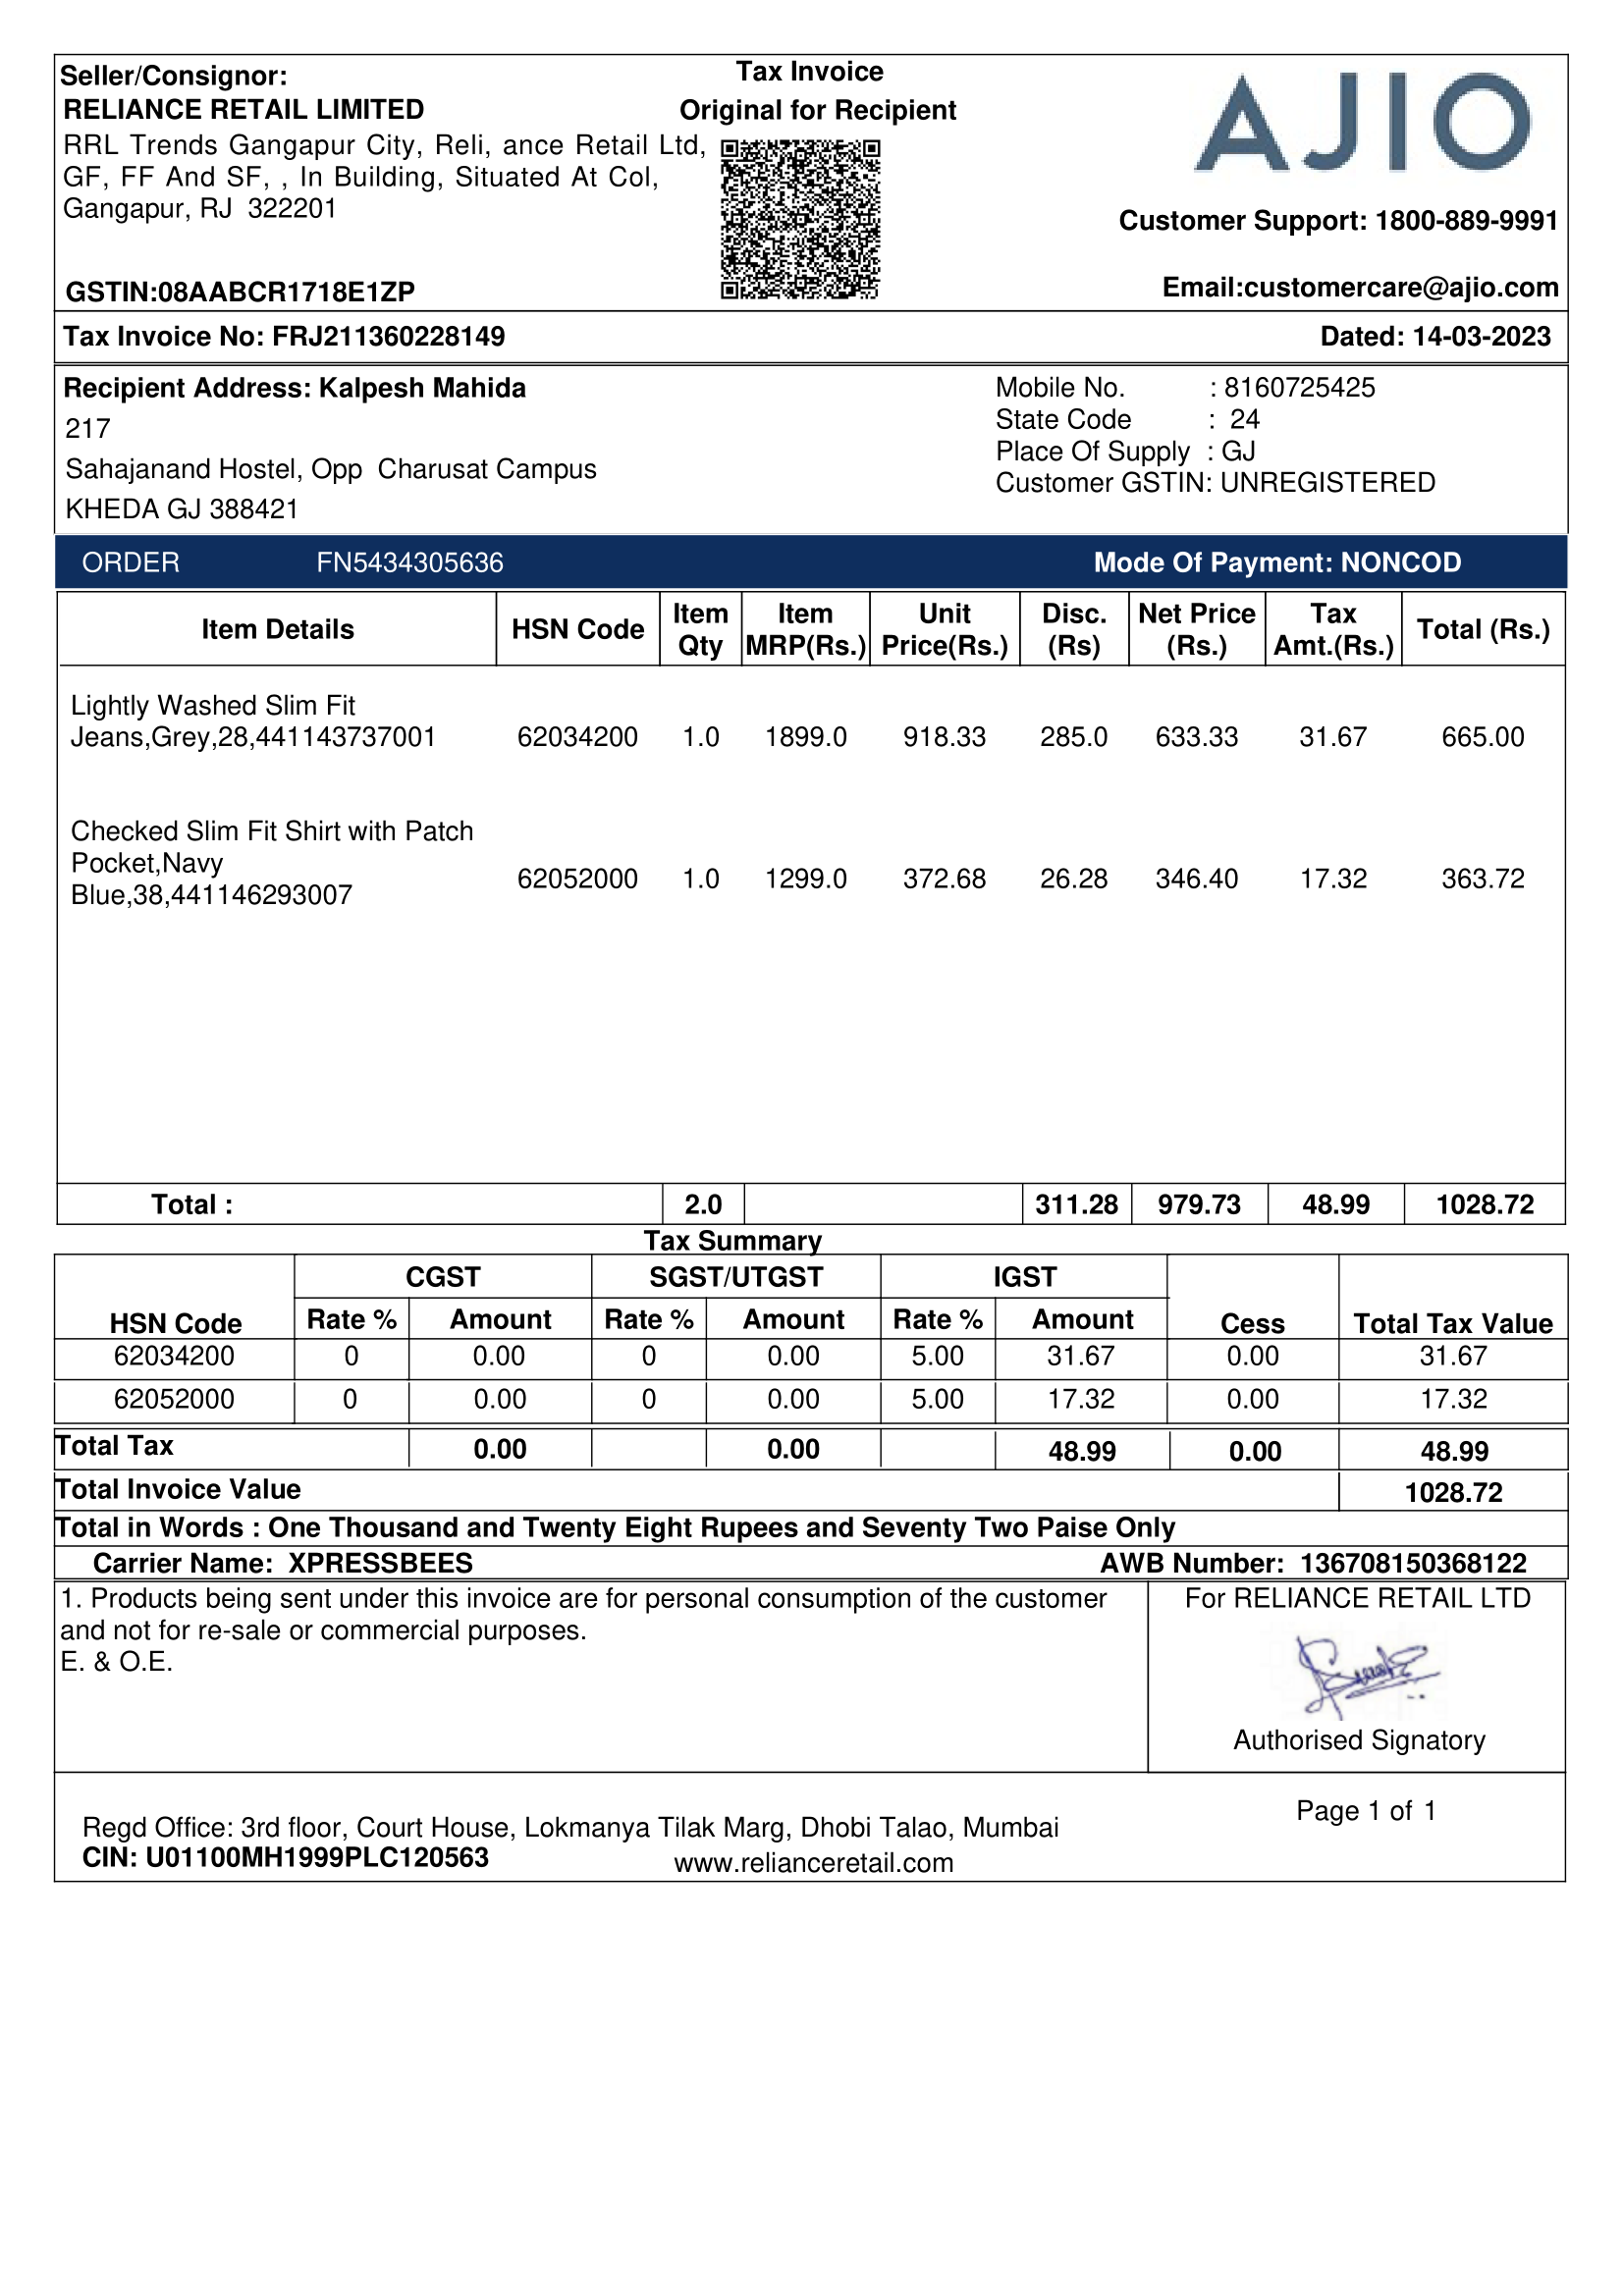 Seller/Consignor:
RELIANCE RETAIL LIMITED
RRL Trends Gangapur City, Reli, ance Retail Ltd,
GF, FF And SF, , In Building, Situated At Col,
Gangapur, RJ 322201
GSTIN:08AABCR1718E1ZP
Tax Invoice
Original for Recipient
AJIO
Customer Support: 1800-889-9991
Email:customercare@ajio.com
Tax Invoice No: FRJ211360228149 Dated: 14-03-2023
Recipient Address: Kalpesh Mahida
217
Sahajanand Hostel, Opp Charusat Campus
KHEDA GJ 388421
Mobile No. : 8160725425
State Code : 24
Place Of Supply : GJ
Customer GSTIN: UNREGISTERED
ORDER FN5434305636 Mode Of Payment: NONCOD
Item Details HSN Code Item Qty Item MRP(Rs.) Unit Price(Rs.) Disc. (Rs) Net Price (Rs.) Tax Amt.(Rs.) Total (Rs.)
Lightly Washed Slim Fit
Jeans,Grey,28,441143737001 62034200 1.0 1899.0 918.33 285.0 633.33 31.67 665.00
Checked Slim Fit Shirt with Patch
Pocket,Navy
Blue,38,441146293007 62052000 1.0 1299.0 372.68 26.28 346.40 17.32 363.72
Total : 2.0 311.28 979.73 48.99 1028.72
Tax Summary
CGST SGST/UTGST IGST
HSN Code Rate % Amount Rate % Amount Rate % Amount Cess Total Tax Value
62034200 0 0.00 0 0.00 5.00 31.67 0.00 31.67
62052000 0 0.00 0 0.00 5.00 17.32 0.00 17.32
Total Tax 0.00 0.00 48.99 0.00 48.99
Total Invoice Value 1028.72
Total in Words : One Thousand and Twenty Eight Rupees and Seventy Two Paise Only
Carrier Name: XPRESSBEES AWB Number: 136708150368122
1. Products being sent under this invoice are for personal consumption of the customer
and not for re-sale or commercial purposes.
E. & O.E.
For RELIANCE RETAIL LTD
Authorised Signatory
Regd Office: 3rd floor, Court House, Lokmanya Tilak Marg, Dhobi Talao, Mumbai
CIN: U01100MH1999PLC120563
www.relianceretail.com
Page 1 of 1